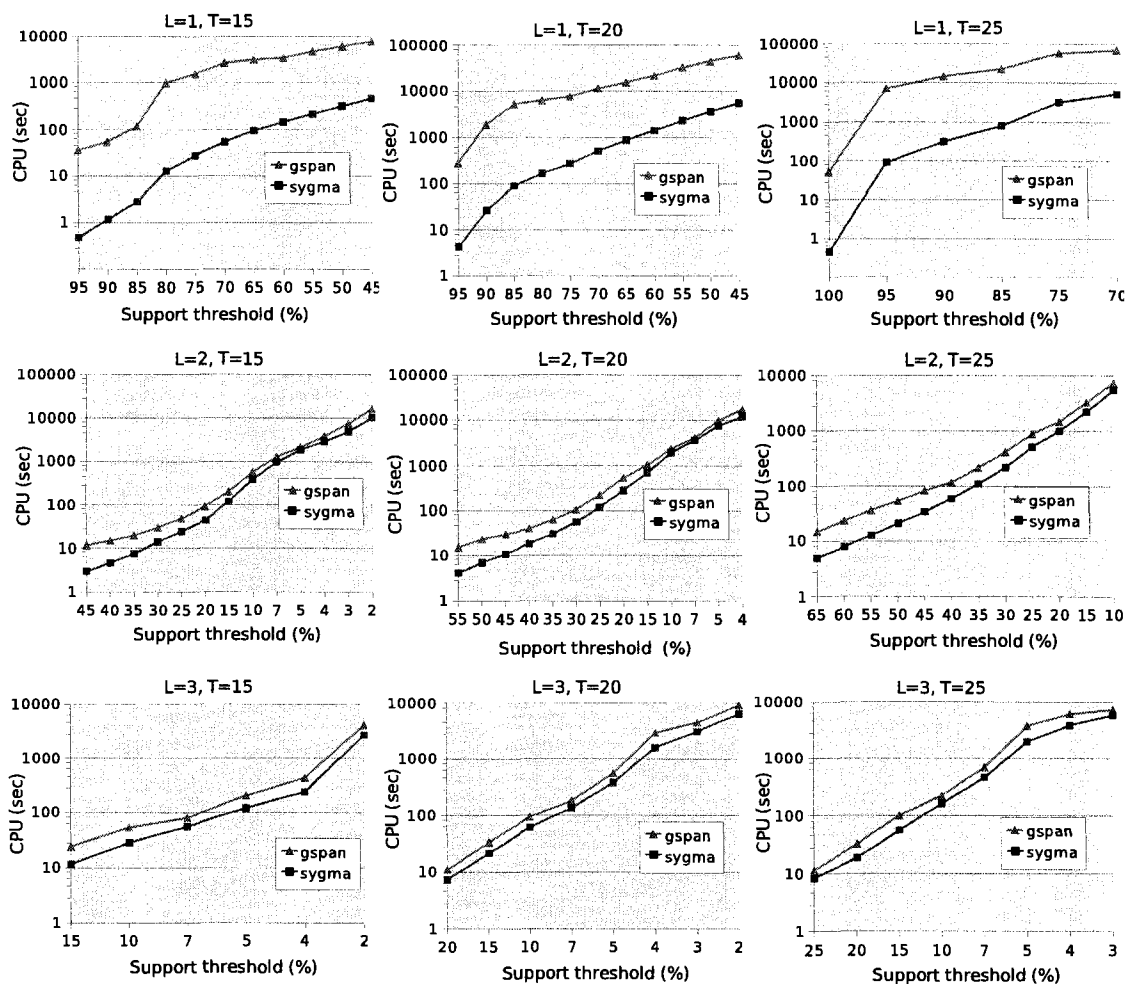 L=1, T=15
CPU (sec)
10000
1000
100
10
1
gspan
sygma
95 90 85 80 75 70 65 60 55 50 45
Support threshold (%)
L=1, T=20
CPU (sec)
100000
10000
1000
100
10
1
gspan
sygma
95 90 85 80 75 70 65 60 55 50 45
Support threshold (%)
L=1, T=25
CPU (sec)
100000
10000
1000
100
10
1
gspan
sygma
100 95 90 85 75 70
Support threshold (%)
L=2, T=15
CPU (sec)
100000
10000
1000
100
10
1
gspan
sygma
45 40 35 30 25 20 15 10 7 5 4 3 2
Support threshold (%)
L=2, T=20
CPU (sec)
100000
10000
1000
100
10
1
gspan
sygma
55 50 45 40 35 30 25 20 15 10 7 5 4
Support threshold (%)
L=2, T=25
CPU (sec)
10000
1000
100
10
1
gspan
sygma
65 60 55 50 45 40 35 30 25 20 15 10
Support threshold (%)
L=3, T=15
CPU (sec)
10000
1000
100
10
1
gspan
sygma
15 10 7 5 4 2
Support threshold (%)
L=3, T=20
CPU (sec)
10000
1000
100
10
1
gspan
sygma
20 15 10 7 5 4 3 2
Support threshold (%)
L=3, T=25
CPU (sec)
10000
1000
100
10
1
gspan
sygma
25 20 15 10 7 5 4 3
Support threshold (%)